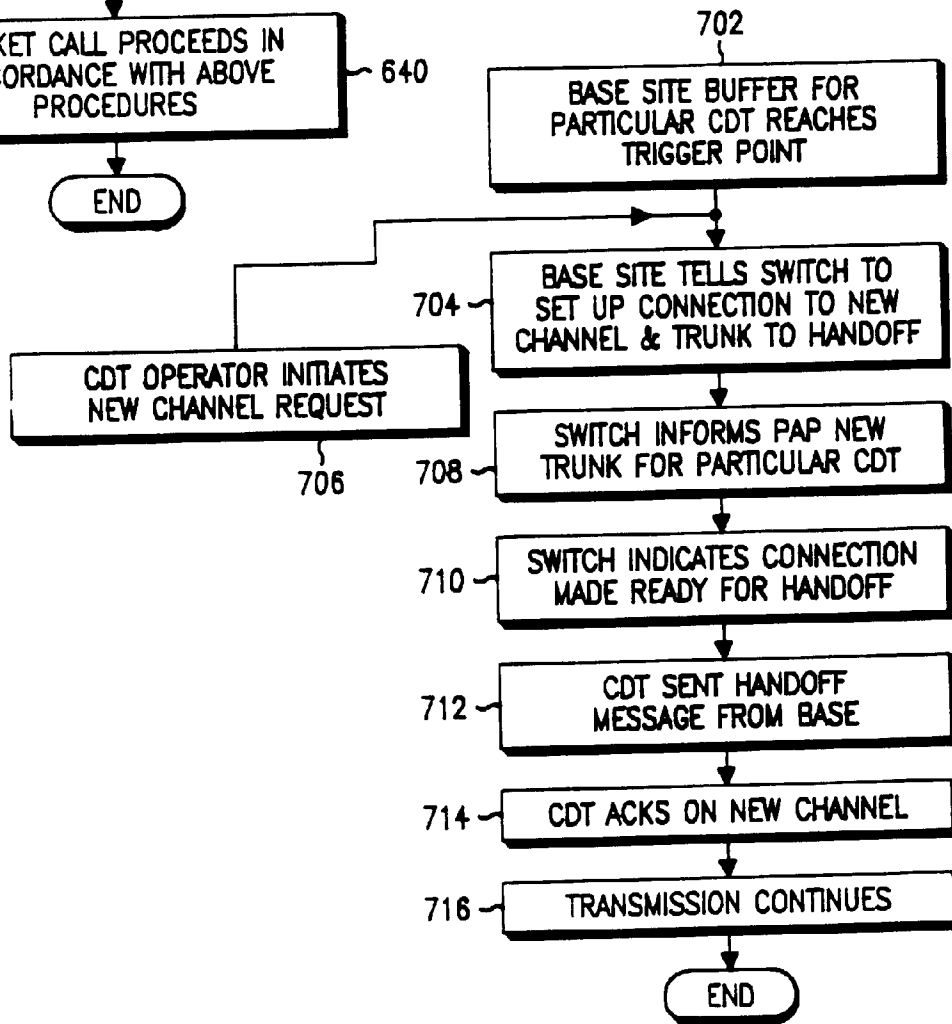 CALL PROCEEDS IN
WITH ABOVE
PROCEDURES
640
END
702
BASE SITE BUFFER FOR
PARTICULAR CDT REACHES
TRIGGER POINT
704
BASE SITE TELLS SWITCH TO
SET UP CONNECTION TO NEW
CHANNEL & TRUNK TO HANDOFF
CDT OPERATOR INITIATES
NEW CHANNEL REQUEST
706
708
SWITCH INFORMS PAP NEW
TRUNK FOR PARTICULAR CDT
710
SWITCH INDICATES CONNECTION
MADE READY FOR HANDOFF
712
CDT SENT HANDOFF
MESSAGE FROM BASE
714
CDT ACKS ON NEW CHANNEL
716
TRANSMISSION CONTINUES
END